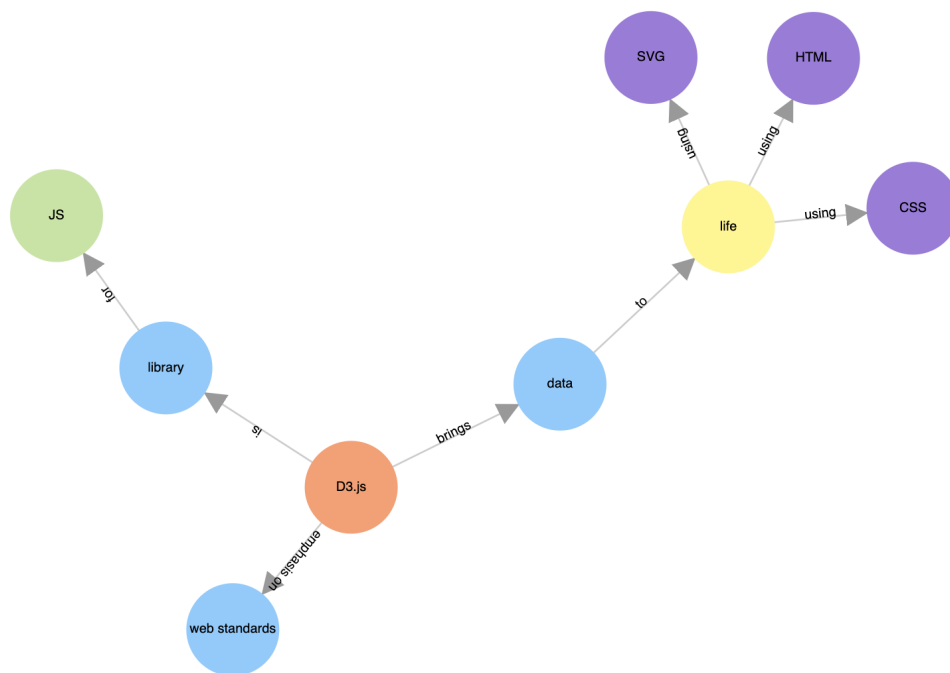 SVG
HTML
using
using
JS
CSS
using
life
for
to
library
data
brings
is
D3.js
emphasis on
web standards